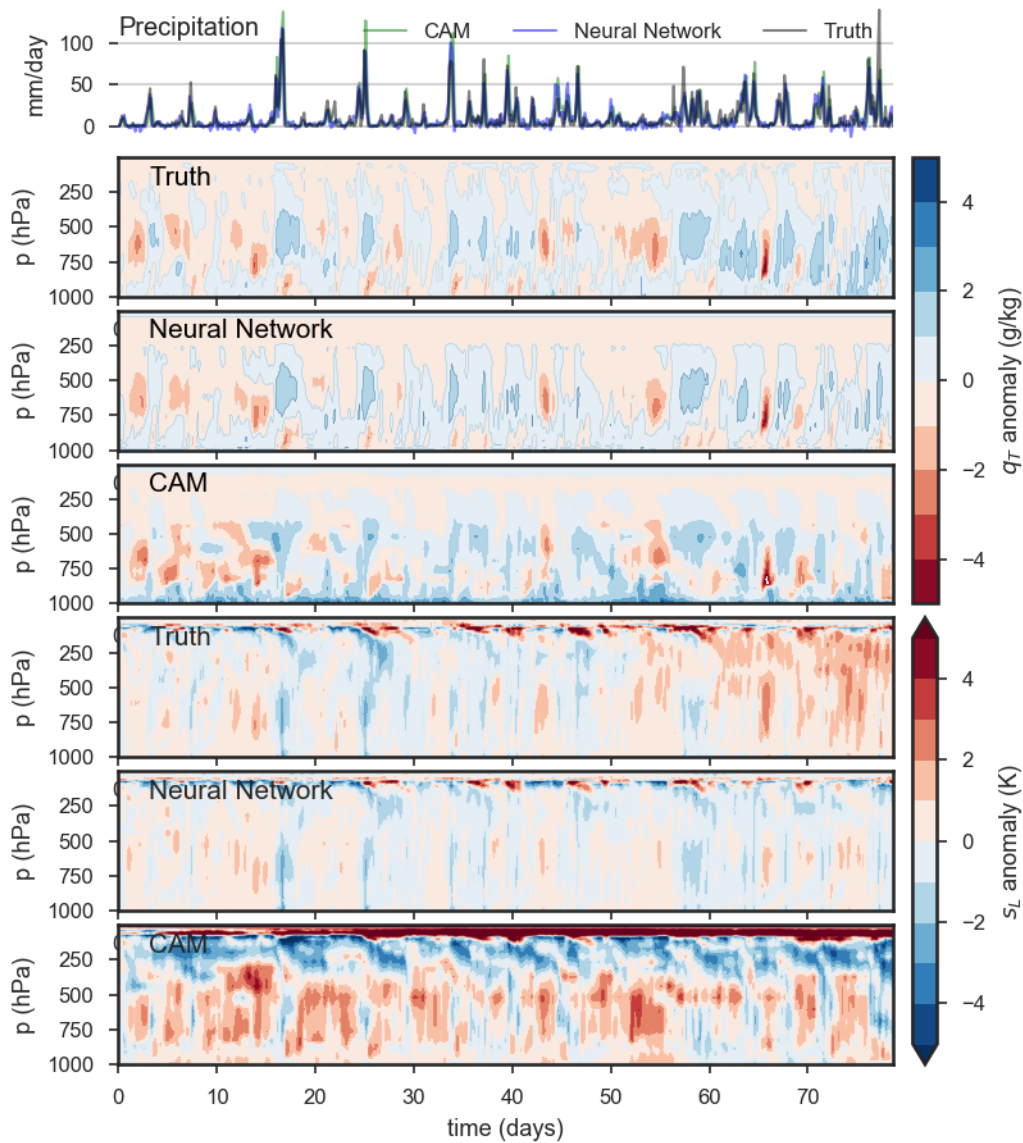 Precipitation
CAM Neural Network Truth
mm/day
100
50
0
Truth
p (hPa)
250
500
750
1000
Neural Network
p (hPa)
250
500
750
1000
CAM
p (hPa)
250
500
750
1000
4
2
0
−2
−4
qT anomaly (g/kg)
Truth
p (hPa)
250
500
750
1000
Neural Network
p (hPa)
250
500
750
1000
CAM
p (hPa)
250
500
750
1000
4
2
0
−2
−4
sL anomaly (K)
0 10 20 30 40 50 60 70
time (days)